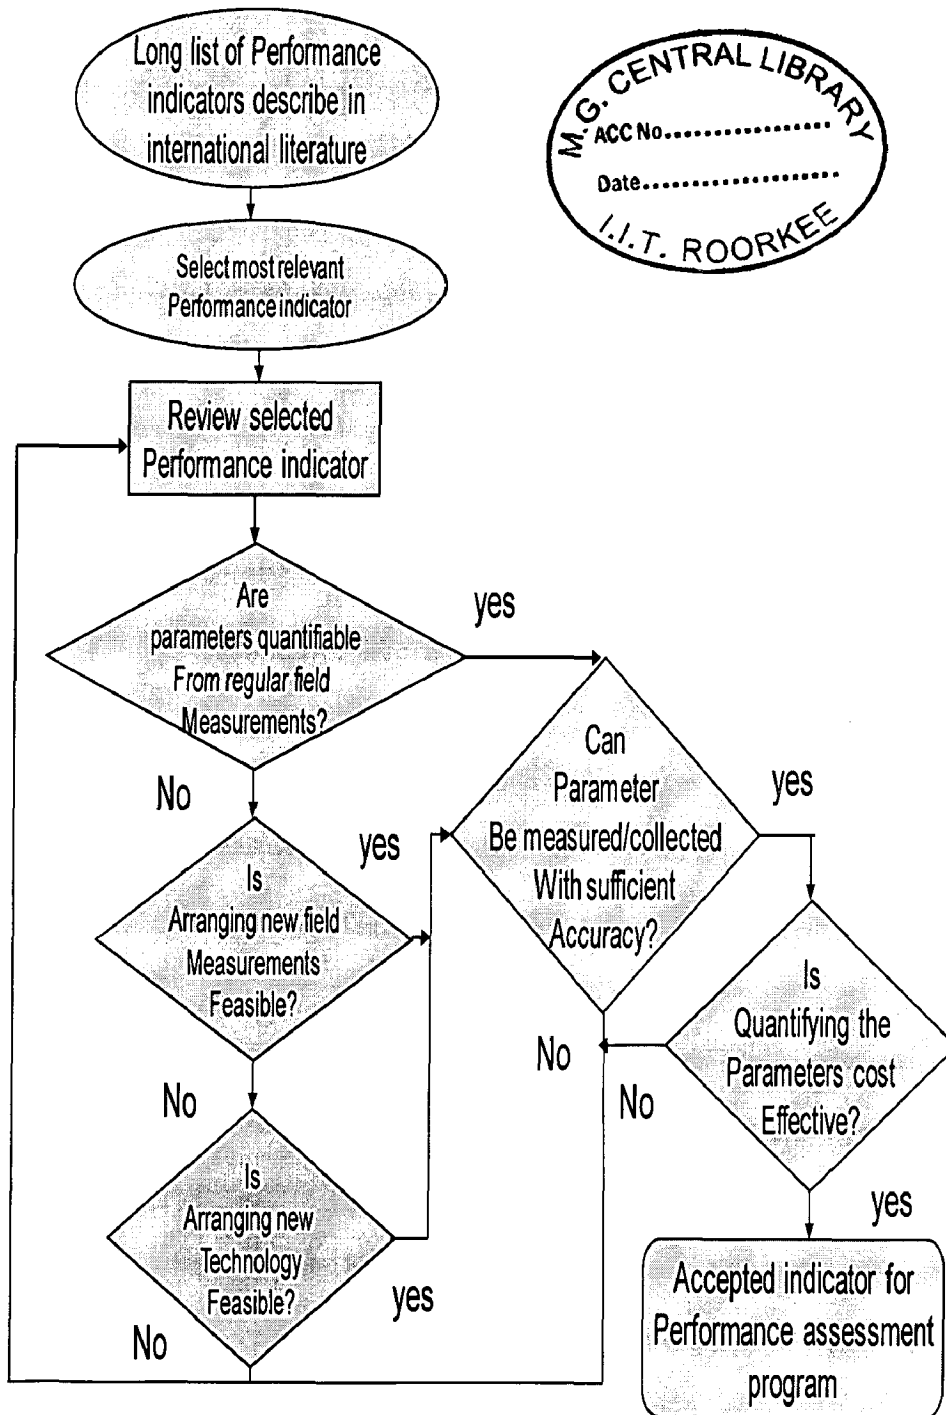 Long list of Performance
indicators describe in
international literature
M.G. CENTRAL LIBRARY
ACC No.................
Date....................
I.I.T. ROORKEE
Select most relevant
Performance indicator
Review selected
Performance indicator
Are
parameters quantifiable
From regular field
Measurements?
yes
No
Can
Parameter
Be measured/collected
With sufficient
Accuracy?
yes
Is
Arranging new field
Measurements
Feasible?
yes
No
Is
Quantifying the
Parameters cost
Effective?
No
No
yes
Is
Arranging new
Technology
Feasible?
yes
No
Accepted indicator for
Performance assessment
program